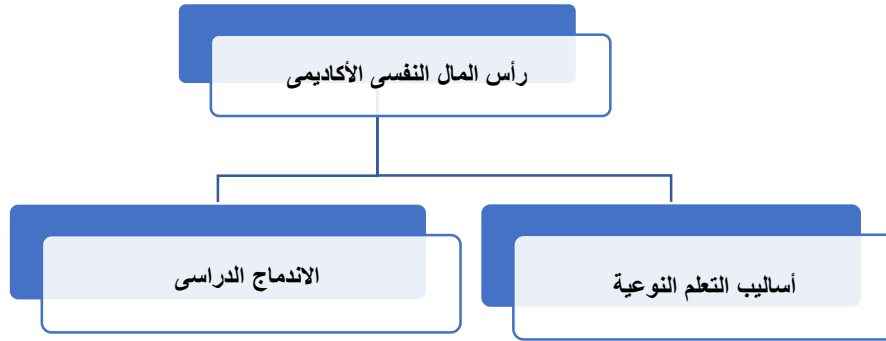 رأس المال النفسى الأكاديمى
أساليب التعلم النوعية
الاندماج الدراسى